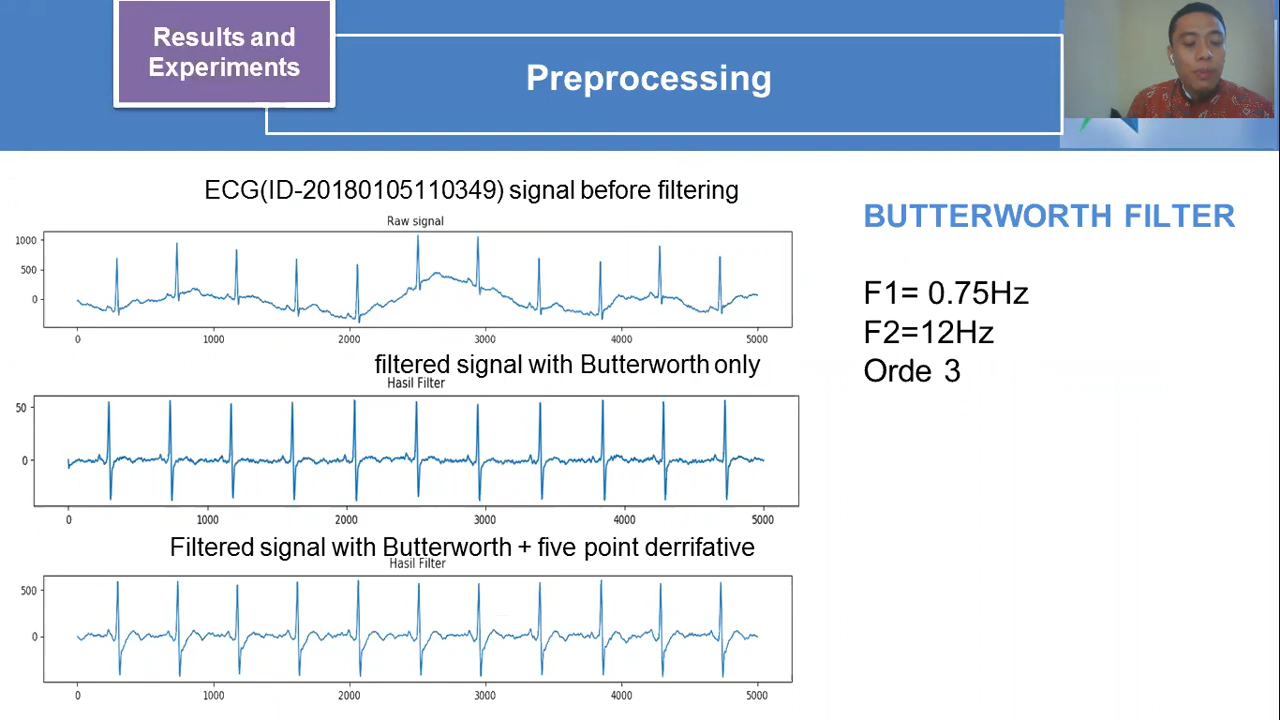 Results and
Experiments
Preprocessing
ECG(ID-20180105110349) signal before filtering
Raw signal
1000
500
0
0 1000 2000 3000 4000 5000
BUTTERWORTH FILTER
F1= 0.75Hz
F2=12Hz
Orde 3
filtered signal with Butterworth only
Hasil Filter
50
0
0 1000 2000 3000 4000 5000
Filtered signal with Butterworth + five point derrifative
Hasil Filter
500
0
0 1000 2000 3000 4000 5000